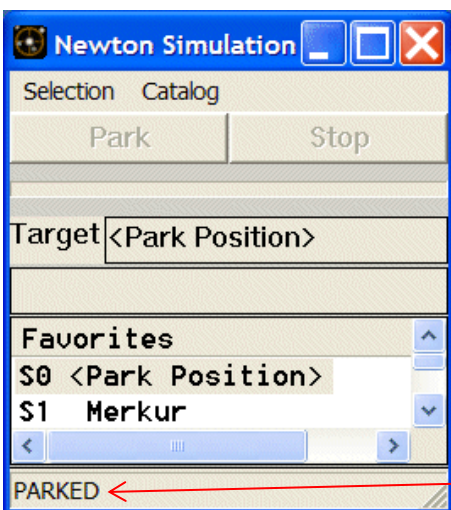 Newton Simulation
Selection Catalog
Park Stop
Target <Park Position>
Favorites
S0 <Park Position>
S1 Merkur
PARKED